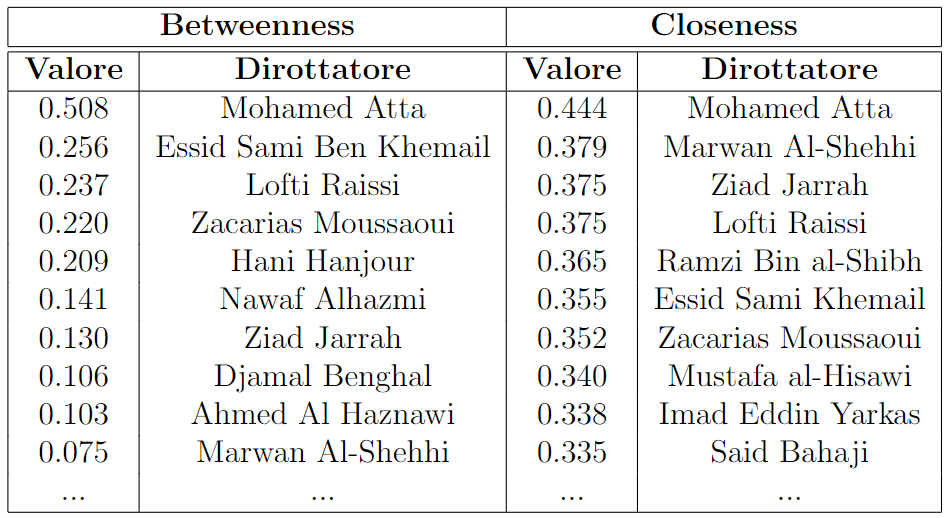 Betweenness Closeness
Valore Dirottatore Valore Dirottatore
0.508 Mohamed Atta 0.444 Mohamed Atta
0.256 Essid Sami Ben Khemail 0.379 Marwan Al-Shehhi
0.237 Lofti Raissi 0.375 Ziad Jarrah
0.220 Zacarias Moussaoui 0.375 Lofti Raissi
0.209 Hani Hanjour 0.365 Ramzi Bin al-Shibh
0.141 Nawaf Alhazmi 0.355 Essid Sami Khemail
0.130 Ziad Jarrah 0.352 Zacarias Moussaoui
0.106 Djamal Benghal 0.340 Mustafa al-Hisawi
0.103 Ahmed Al Haznawi 0.338 Imad Eddin Yarkas
0.075 Marwan Al-Shehhi 0.335 Said Bahaji
... ... ... ...